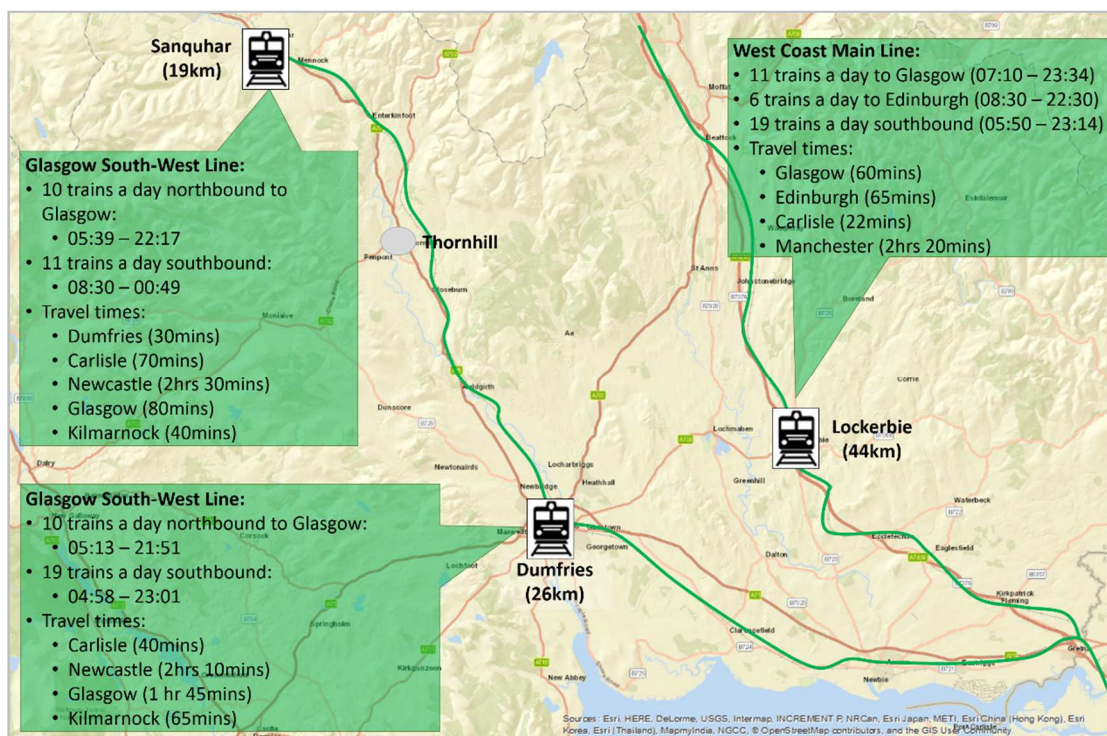 Sanquhar
(19km)
Mennock
Enterkinfoot
Glasgow South-West Line:
• 10 trains a day northbound to
Glasgow:
• 05:39 – 22:17
• 11 trains a day southbound:
• 08:30 – 00:49
• Travel times:
• Dumfries (30mins)
• Carlisle (70mins)
• Newcastle (2hrs 30mins)
• Glasgow (80mins)
• Kilmarnock (40mins)
West Coast Main Line:
• 11 trains a day to Glasgow (07:10 – 23:34)
• 6 trains a day to Edinburgh (08:30 – 22:30)
• 19 trains a day southbound (05:50 – 23:14)
• Travel times:
• Glasgow (60mins)
• Edinburgh (65mins)
• Carlisle (22mins)
• Manchester (2hrs 20mins)
Moffat
Beattock
Eskdalemuir
Thornhill
Penpont
St Anns
Johnstonebridge
Boreland
Moniaive
Ae
Corrie
Dunscore
Lochmaben
Lockerbie
(44km)
Dalry
Newtonairds
Locharbriggs
Heathhall
Newbridge
Greenhill
Waterbeck
Glasgow South-West Line:
• 10 trains a day northbound to Glasgow:
• 05:13 – 21:51
• 19 trains a day southbound:
• 04:58 – 23:01
• Travel times:
• Carlisle (40mins)
• Newcastle (2hrs 10mins)
• Glasgow (1 hr 45mins)
• Kilmarnock (65mins)
Corsock
Lochfoot
Springholm
Kirkgunzeon
Georgetown
Dumfries
(26km)
Dalton
Eaglesfield
Kirkpatrick
Fleming
Clarencefield
Eastriggs
New Abbey
Newbie
Sources: Esri, HERE, DeLorme, USGS, Intermap, INCREMENT P, NRCan, Esri Japan, METI, Esri China (Hong Kong), Esri
Korea, Esri (Thailand), MapmyIndia, NGCC, © OpenStreetMap contributors, and the GIS User Community